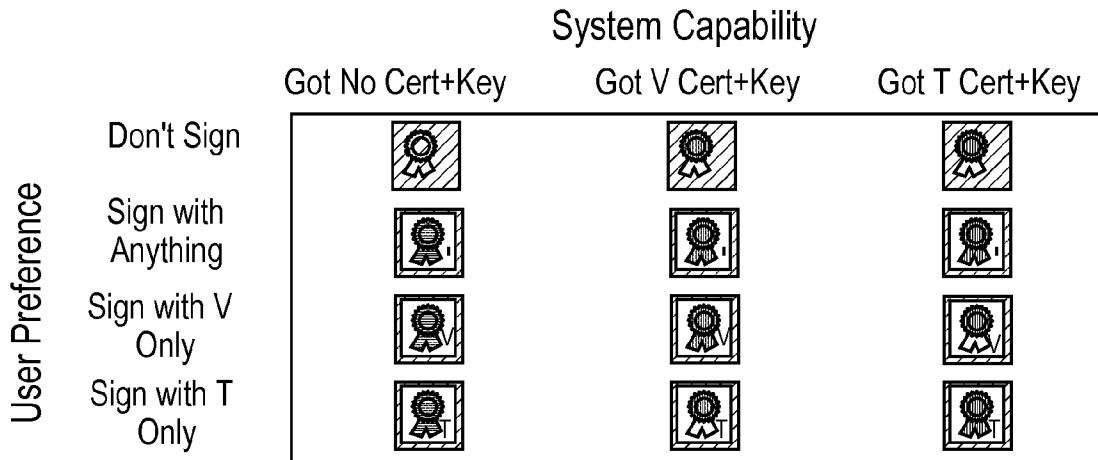 System Capability
Got No Cert+Key Got V Cert+Key Got T Cert+Key
User Preference
Don't Sign
Sign with
Anything
' ' '
Sign with V
Only
V V V
Sign with T
Only
T T T